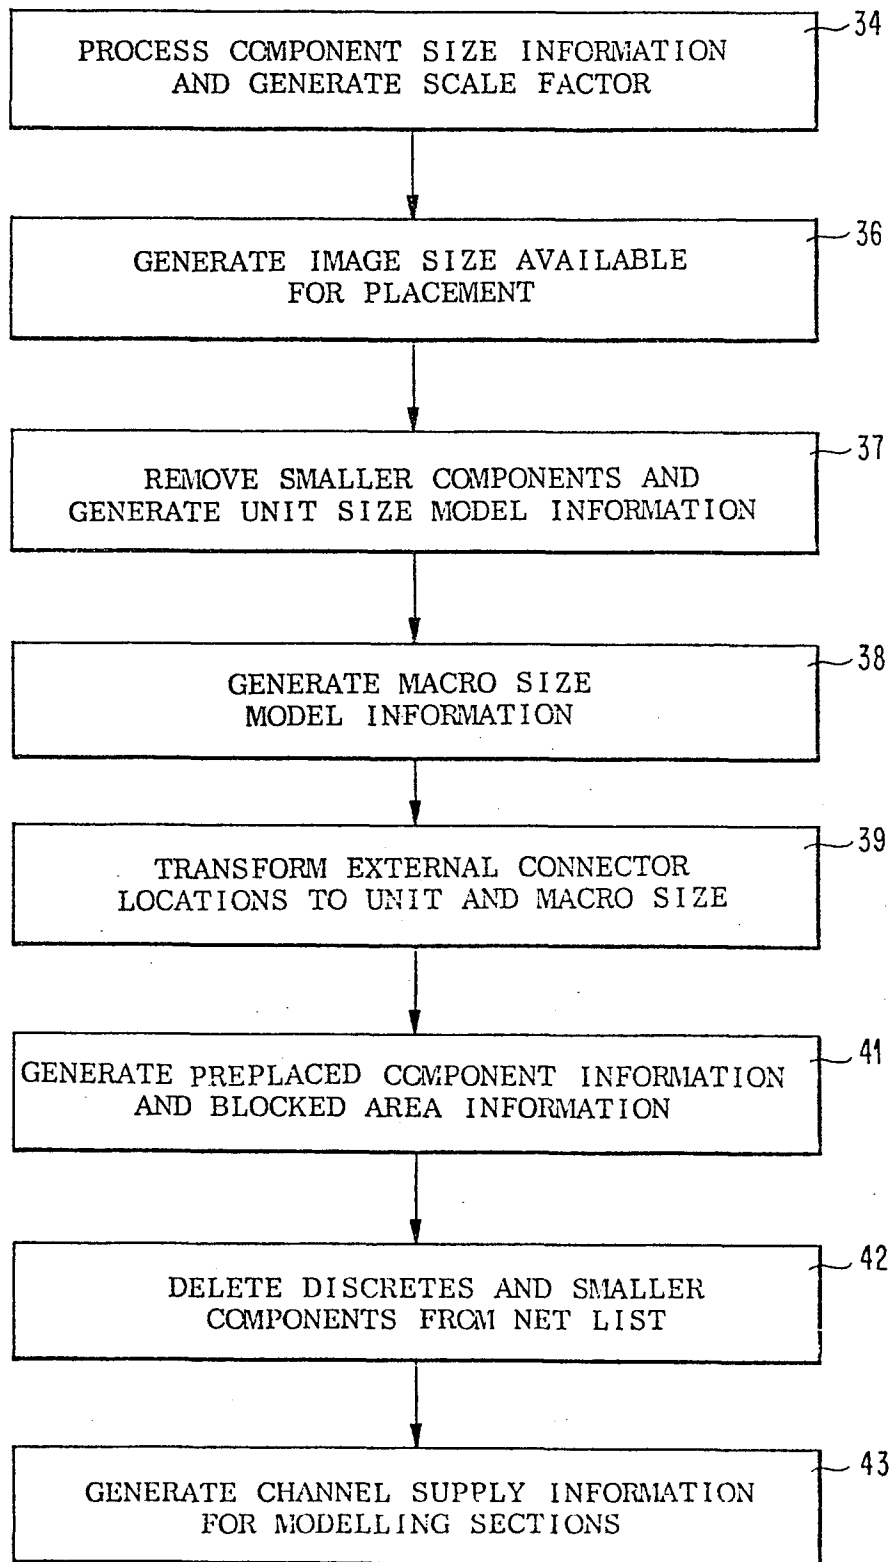 34
PROCESS COMPONENT SIZE INFORMATION
AND GENERATE SCALE FACTOR
36
GENERATE IMAGE SIZE AVAILABLE
FOR PLACEMENT
37
REMOVE SMALLER COMPONENTS AND
GENERATE UNIT SIZE MODEL INFORMATION
38
GENERATE MACRO SIZE
MODEL INFORMATION
39
TRANSFORM EXTERNAL CONNECTOR
LOCATIONS TO UNIT AND MACRO SIZE
41
GENERATE PREPLACED COMPONENT INFORMATION
AND BLOCKED AREA INFORMATION
42
DELETE DISCRETES AND SMALLER
COMPONENTS FROM NET LIST
43
GENERATE CHANNEL SUPPLY INFORMATION
FOR MODELLING SECTIONS